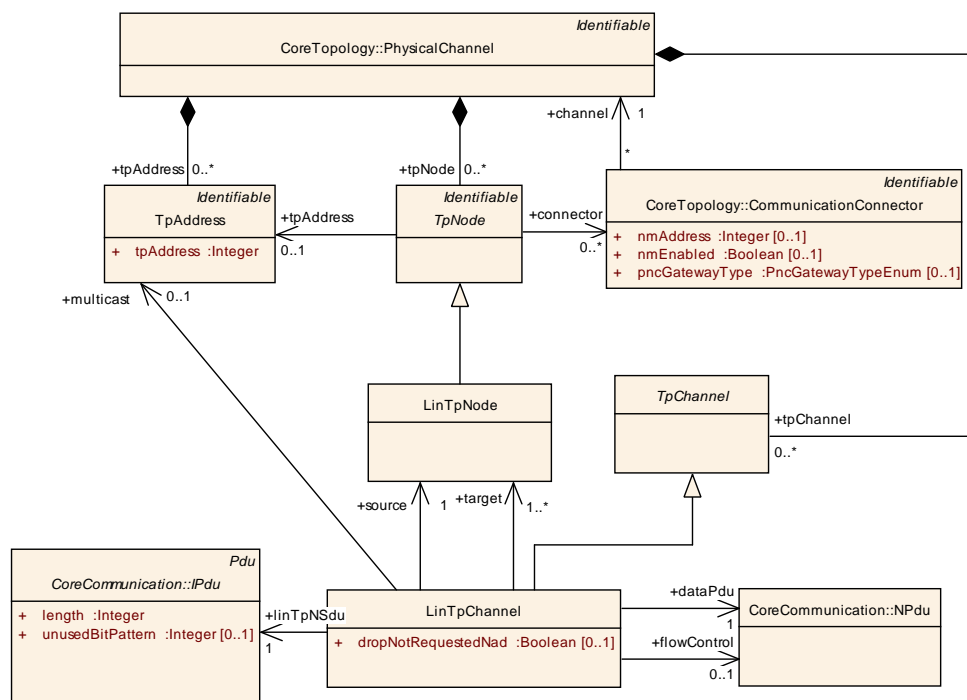 Identifiable
CoreTopology::PhysicalChannel
+channel 1
*
+tpAddress 0..*
+tpNode 0..*
Identifiable
TpAddress
+ tpAddress :Integer
+tpAddress
0..1
Identifiable
TpNode
+connector
0..*
Identifiable
CoreTopology::CommunicationConnector
+ nmAddress :Integer [0..1]
+ nmEnabled :Boolean [0..1]
+ pncGatewayType :PncGatewayTypeEnum [0..1]
+multicast 0..1
LinTpNode
TpChannel
+tpChannel
0..*
+source 1
+target 1..*
Pdu
CoreCommunication::IPdu
+ length :Integer
+ unusedBitPattern :Integer [0..1]
+linTpNSdu
1
LinTpChannel
+ dropNotRequestedNad :Boolean [0..1]
+dataPdu
1
+flowControl
0..1
CoreCommunication::NPdu